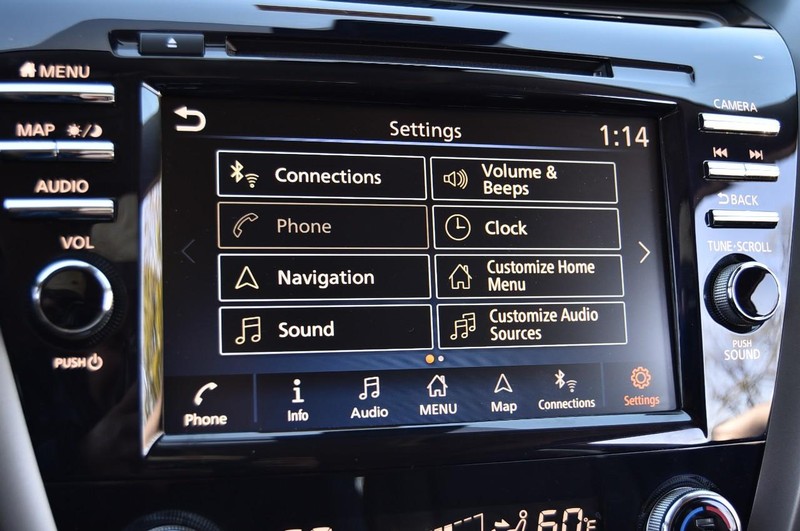 MENU
MAP
AUDIO
VOL
PUSH
Settings
1:14
Connections
Volume &
Beeps
Phone
Clock
Navigation
Customize Home
Menu
Sound
Customize Audio
Sources
Phone
Info
Audio
MENU
Map
Connections
Settings
CAMERA
BACK
TUNE·SCROLL
PUSH
SOUND
60°F